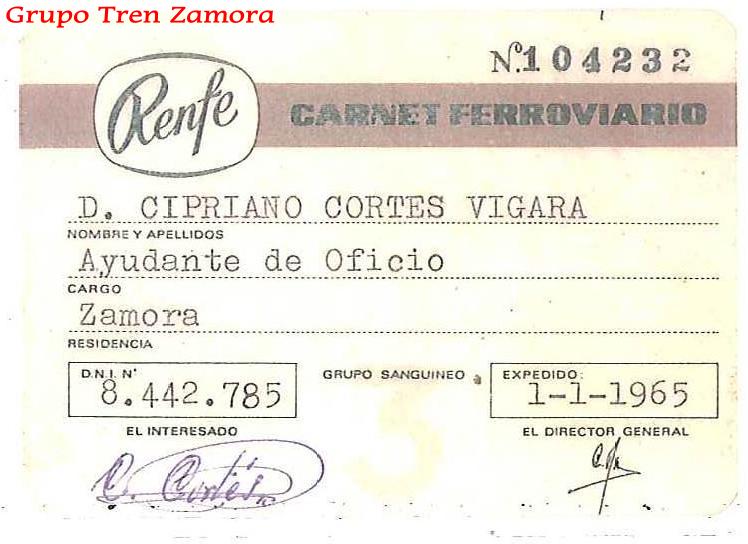 Grupo Tren Zamora
Nº 104232
Renfe
CARNET FERROVIARIO
D. CIPRIANO CORTES VIGARA
NOMBRE Y APELLIDOS
Ayudante de Oficio
CARGO
Zamora
RESIDENCIA
D.N.I. Nº
8.442.785
GRUPO SANGUINEO
EXPEDIDO:
1-1-1965
EL INTERESADO
EL DIRECTOR GENERAL
C. Cortés
3